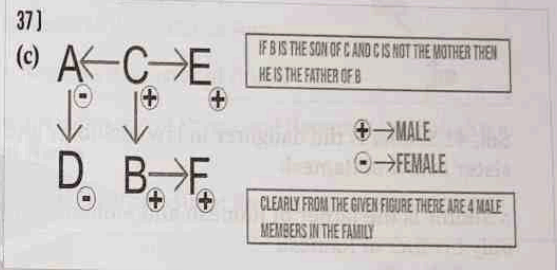 37]
(c) A←C→E
- + +
IF B IS THE SON OF C AND C IS NOT THE MOTHER THEN
HE IS THE FATHER OF B
+→MALE
-→FEMALE
D B→F
- + +
CLEARLY FROM THE GIVEN FIGURE THERE ARE 4 MALE
MEMBERS IN THE FAMILY